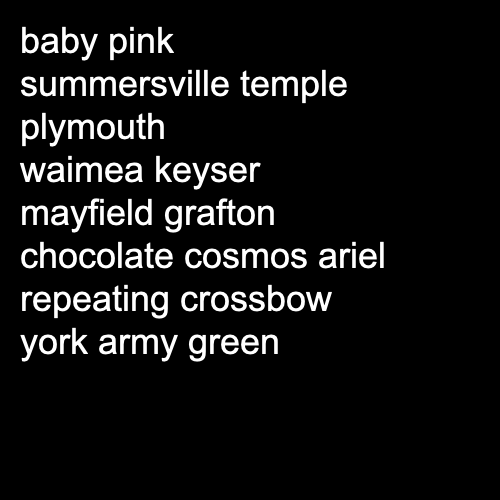 baby pink
summersville temple
plymouth
waimea keyser
mayfield grafton
chocolate cosmos ariel
repeating crossbow
york army green